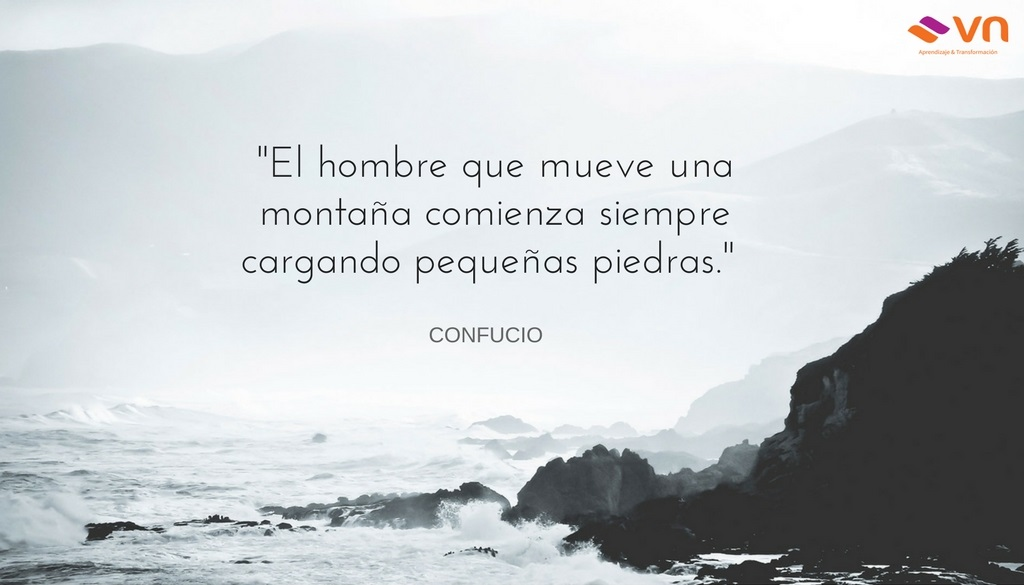 vn
Aprendizaje & Transformación
"El hombre que mueve una
montaña comienza siempre
cargando pequeñas piedras."
CONFUCIO